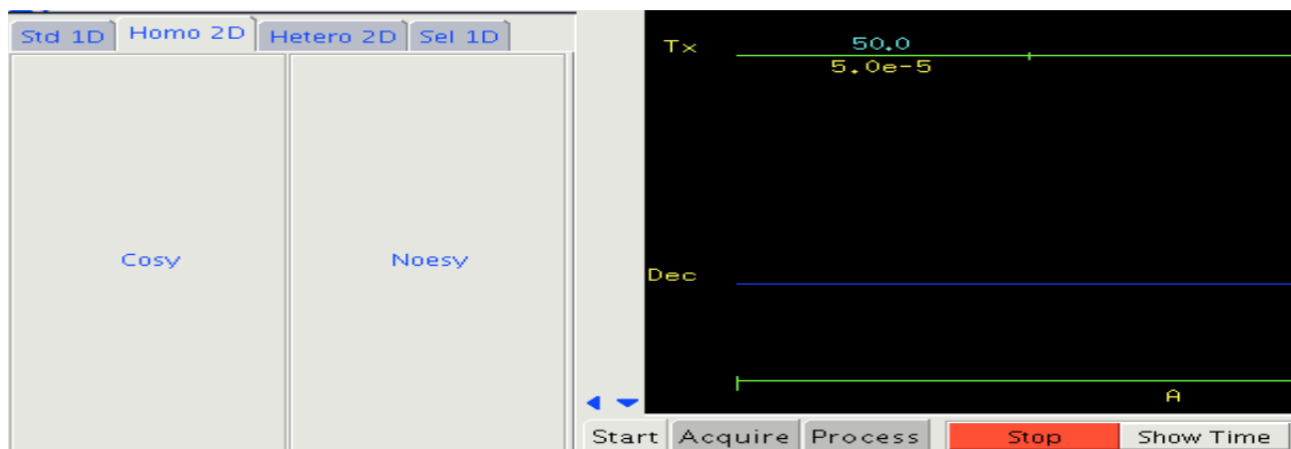 Std 1D Homo 2D Hetero 2D Sel 1D
Cosy Noesy
Tx 50.0
5.0e-5
Dec
A
Start Acquire Process Stop Show Time